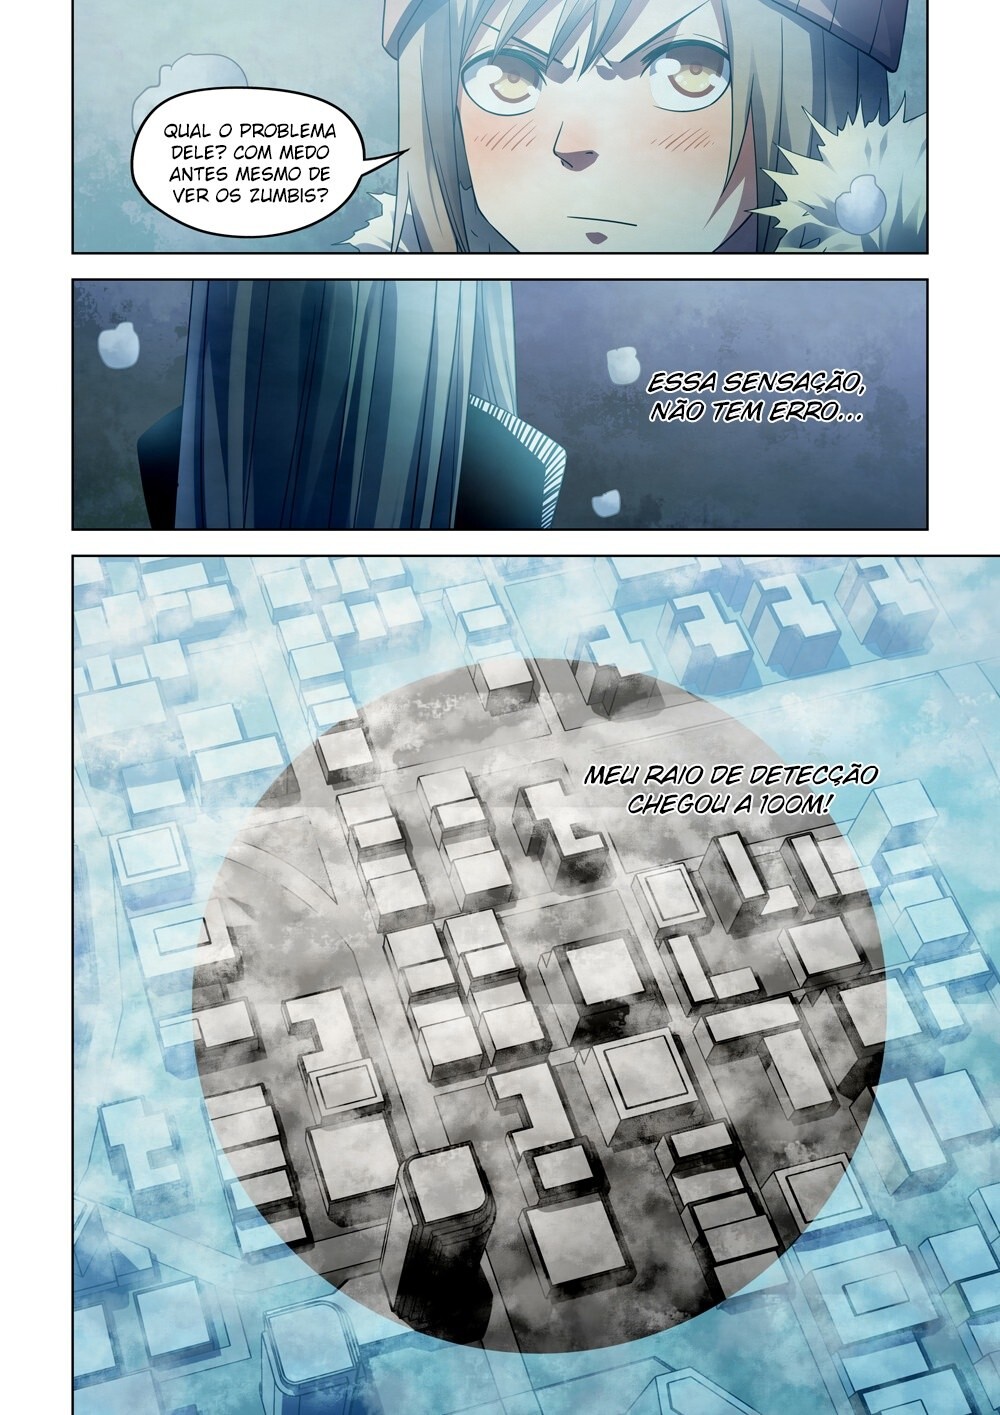 QUAL O PROBLEMA
DELE? COM MEDO
ANTES MESMO DE
VER OS ZUMBIS?
ESSA SENSAÇÃO,
NÃO TEM ERRO...
MEU RAIO DE DETECÇÃO
CHEGOU A 100M!